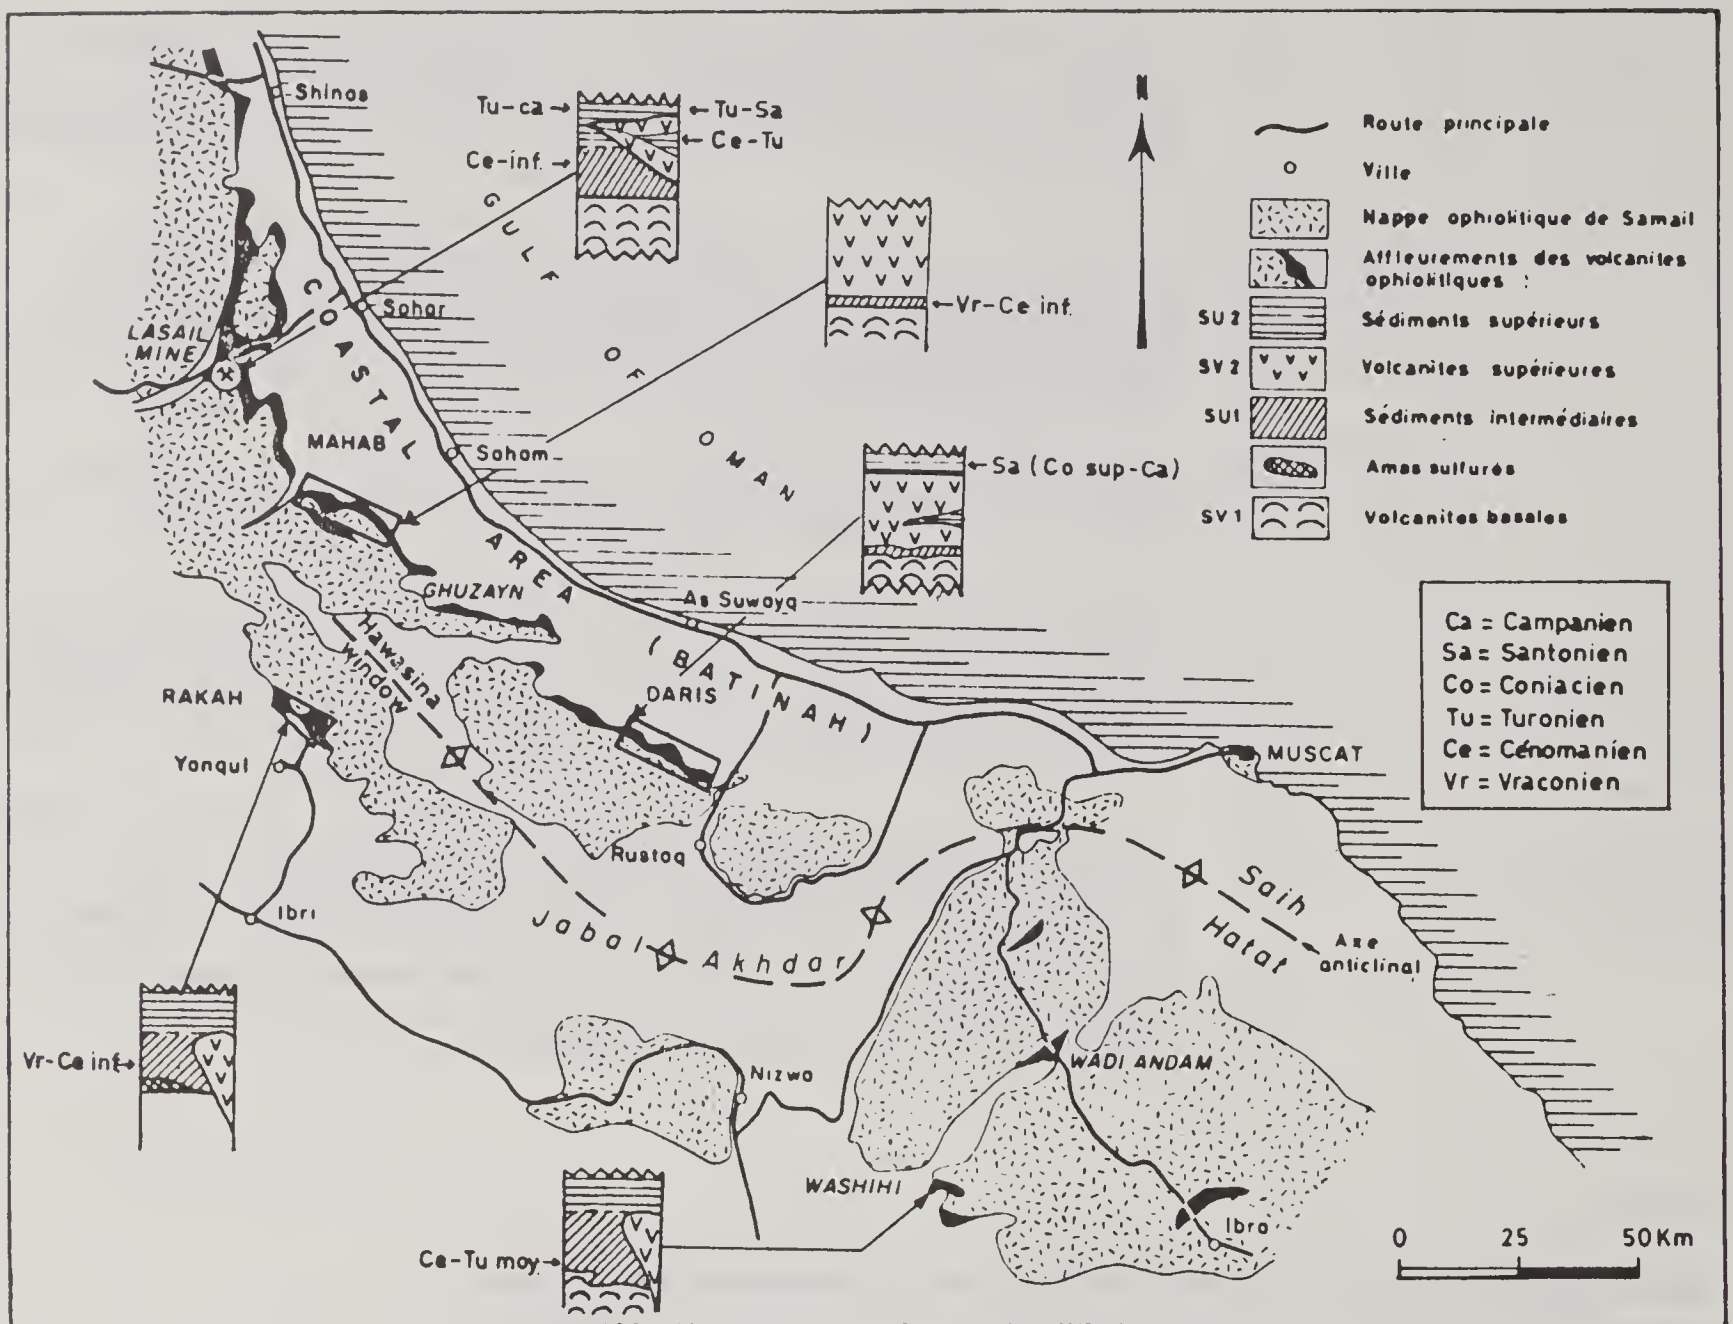 Shinas
Tu-ca
Tu-Sa
Ce-Tu
Ce-inf.
GULF OF OMAN
COASTAL AREA
(BATINAH)
Sohar
LASAIL
MINE
MAHAB
Saham
Vr-Ce inf.
Sa (Co sup-Ca)
GHUZAYN
As Suwayq
Hawasina
window
DARIS
RAKAH
Yanqul
MUSCAT
Rustaq
Ibri
Jabal Akhdar
Saih
Hatat
Axe
anticlinal
Vr-Ce inf.
Nizwa
WADI ANDAM
WASHIHI
Ibra
Ce-Tu moy
N
Route principale
Ville
Nappe ophiolitique de Samail
Affleurements des volcanites
ophiolitiques :
SU2 Sédiments supérieurs
SV2 Volcanites supérieures
SU1 Sédiments intermédiaires
Amas sulfurés
SV1 Volcanites basales
Ca = Campanien
Sa = Santonien
Co = Coniacien
Tu = Turonien
Ce = Cénomanien
Vr = Vraconien
0 25 50 Km